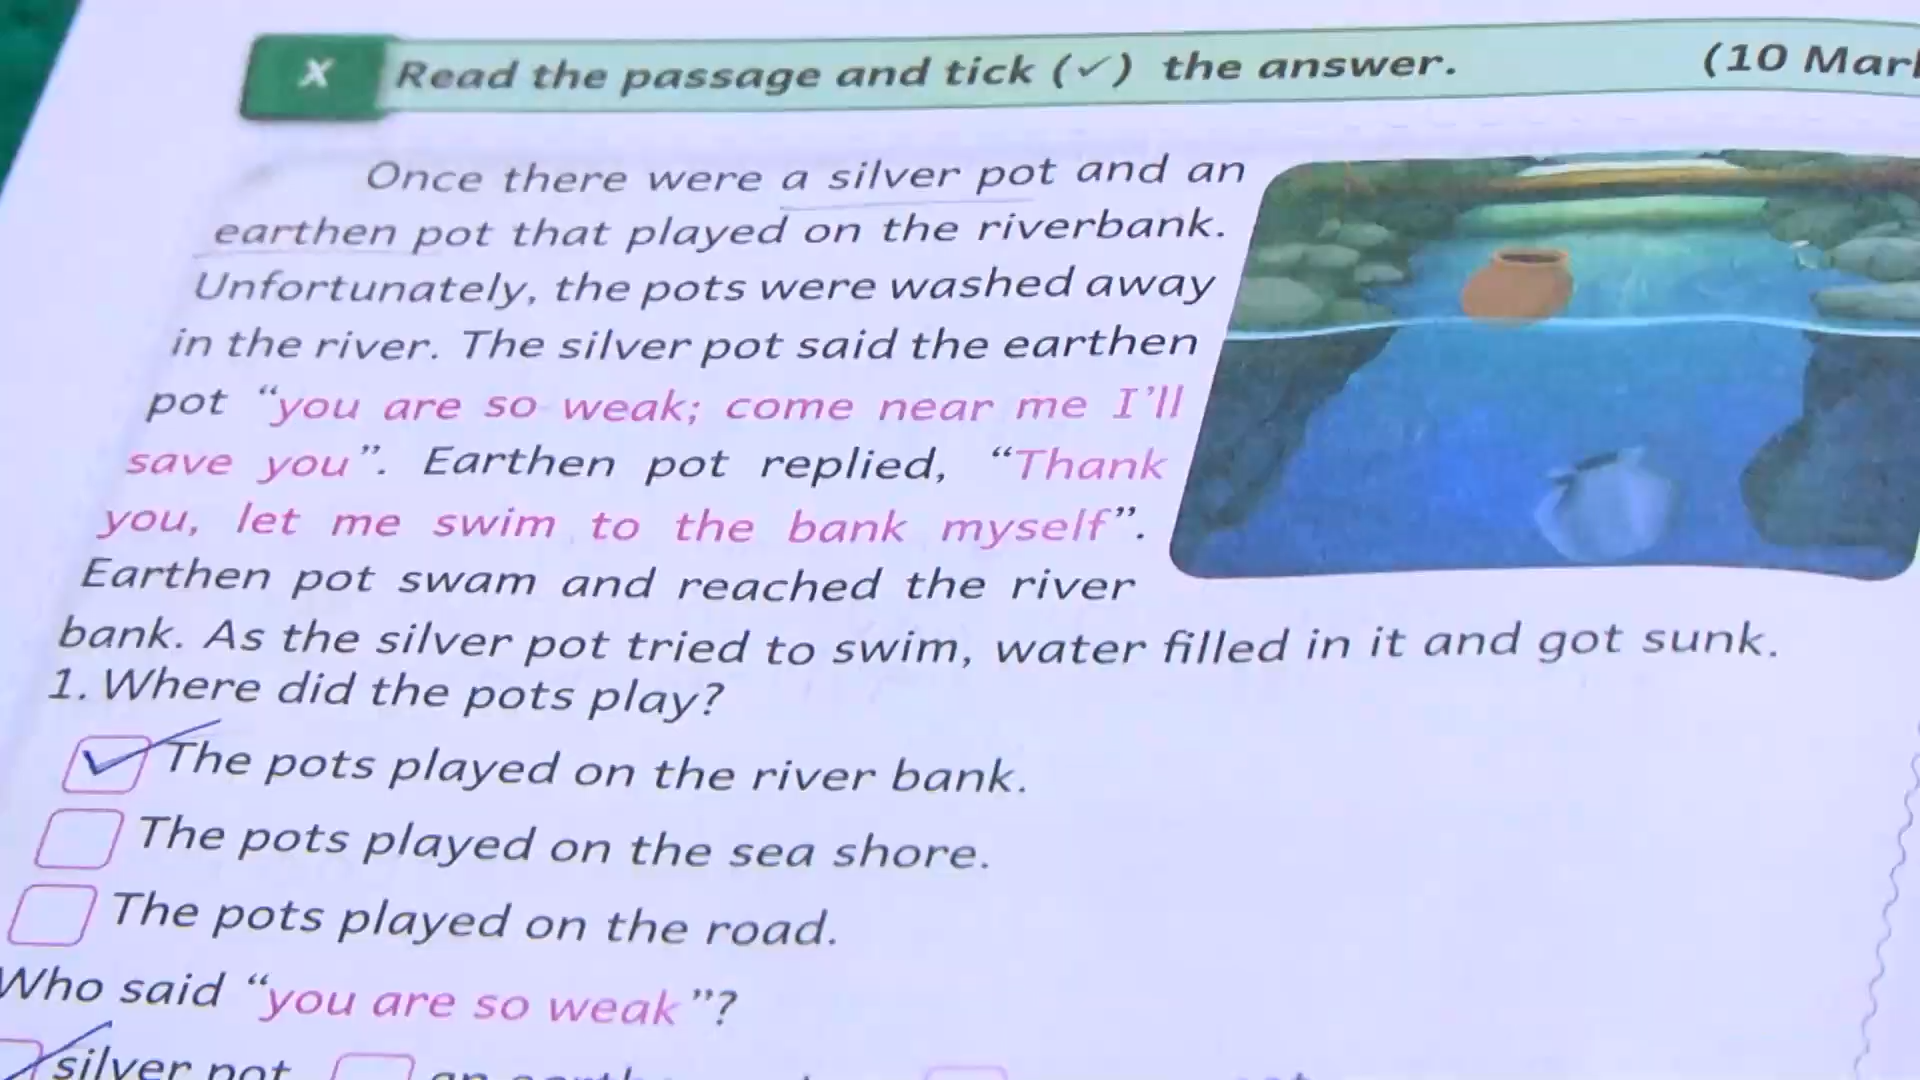 X Read the passage and tick (✓) the answer. (10 Mar
Once there were a silver pot and an
earthen pot that played on the riverbank.
Unfortunately, the pots were washed away
in the river. The silver pot said the earthen
pot “you are so weak; come near me I’ll
save you”. Earthen pot replied, “Thank
you, let me swim to the bank myself”.
Earthen pot swam and reached the river
bank. As the silver pot tried to swim, water filled in it and got sunk.
1. Where did the pots play?
The pots played on the river bank.
The pots played on the sea shore.
The pots played on the road.
Who said “you are so weak”?
silver pot an